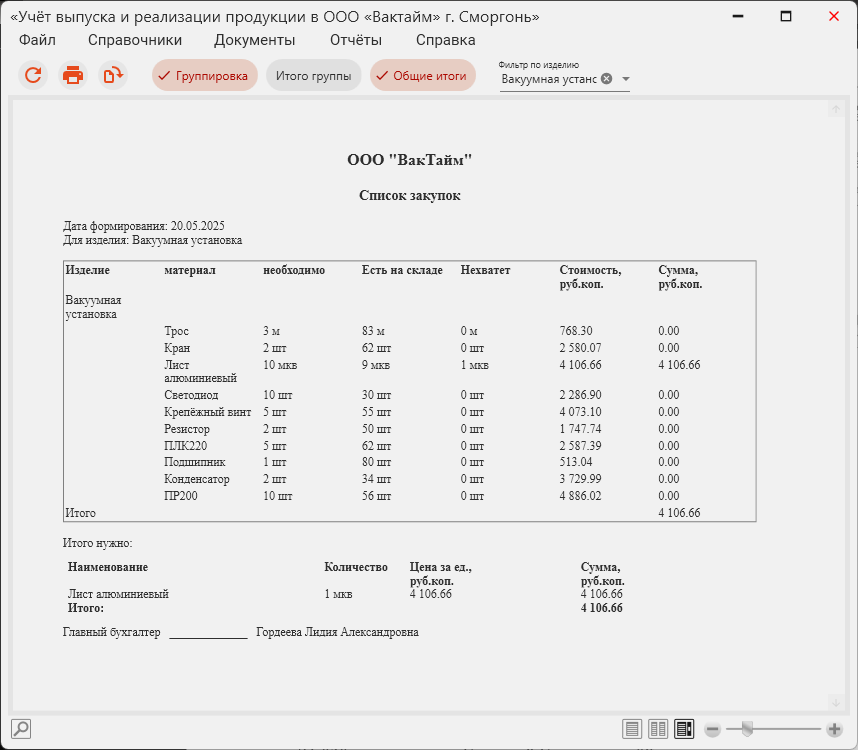 «Учёт выпуска и реализации продукции в ООО «Вактайм» г. Сморгонь»
Файл Справочники Документы Отчёты Справка
Группировка Итого группы Общие итоги
Фильтр по изделию
Вакуумная устанс
ООО "ВакТайм"
Список закупок
Дата формирования: 20.05.2025
Для изделия: Вакуумная установка
Изделие материал необходимо Есть на складе Нехватет Стоимость, Сумма,
руб.коп. руб.коп.
Вакуумная
установка
Трос 3 м 83 м 0 м 768.30 0.00
Кран 2 шт 62 шт 0 шт 2 580.07 0.00
Лист 10 мкв 9 мкв 1 мкв 4 106.66 4 106.66
алюминиевый
Светодиод 10 шт 30 шт 0 шт 2 286.90 0.00
Крепёжный винт 5 шт 55 шт 0 шт 4 073.10 0.00
Резистор 2 шт 50 шт 0 шт 1 747.74 0.00
ПЛК220 5 шт 62 шт 0 шт 2 587.39 0.00
Подшипник 1 шт 80 шт 0 шт 513.04 0.00
Конденсатор 2 шт 34 шт 0 шт 3 729.99 0.00
ПР200 10 шт 56 шт 0 шт 4 886.02 0.00
Итого 4 106.66
Итого нужно:
Наименование Количество Цена за ед., Сумма,
руб.коп. руб.коп.
Лист алюминиевый 1 мкв 4 106.66 4 106.66
Итого: 4 106.66
Главный бухгалтер _____________ Гордеева Лидия Александровна